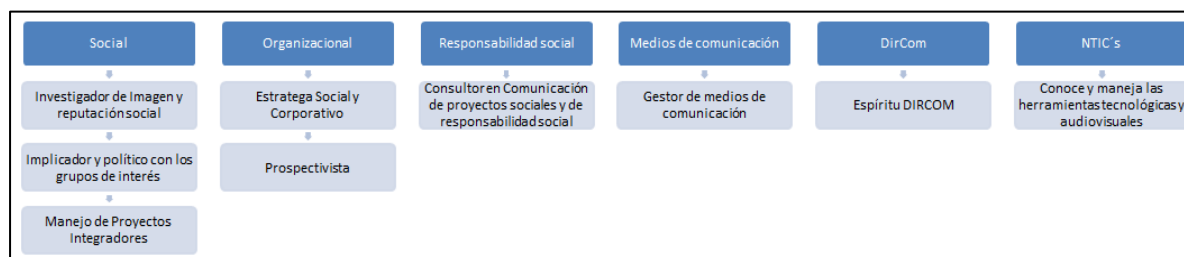 Social
Investigador de Imagen y
reputación social
Implicador y político con los
grupos de interés
Manejo de Proyectos
Integradores
Organizacional
Estratega Social y
Corporativo
Prospectivista
Responsabilidad social
Consultor en Comunicación
de proyectos sociales y de
responsabilidad social
Medios de comunicación
Gestor de medios de
comunicación
DirCom
Espíritu DIRCOM
NTIC´s
Conoce y maneja las
herramientas tecnológicas y
audiovisuales